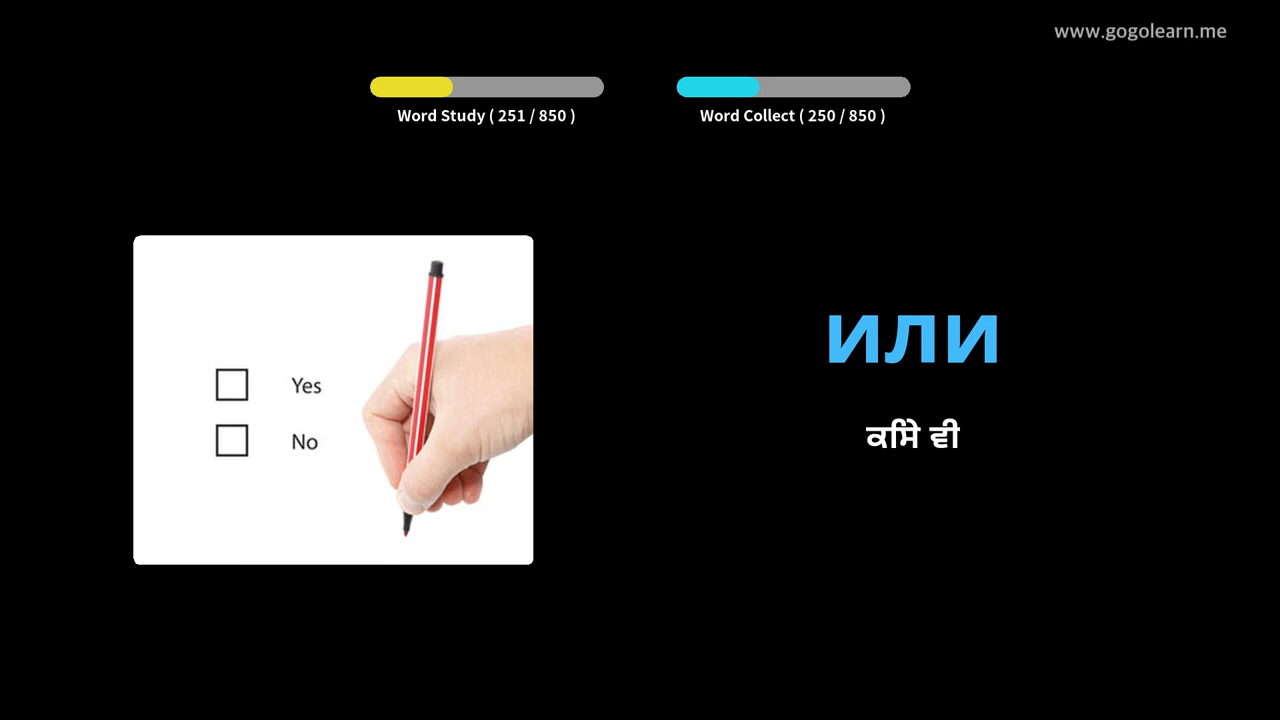 www.gogolearn.me
Word Study ( 251 / 850 )
Word Collect ( 250 / 850 )
Yes
No
или
ਕਿਸੇ ਵੀ